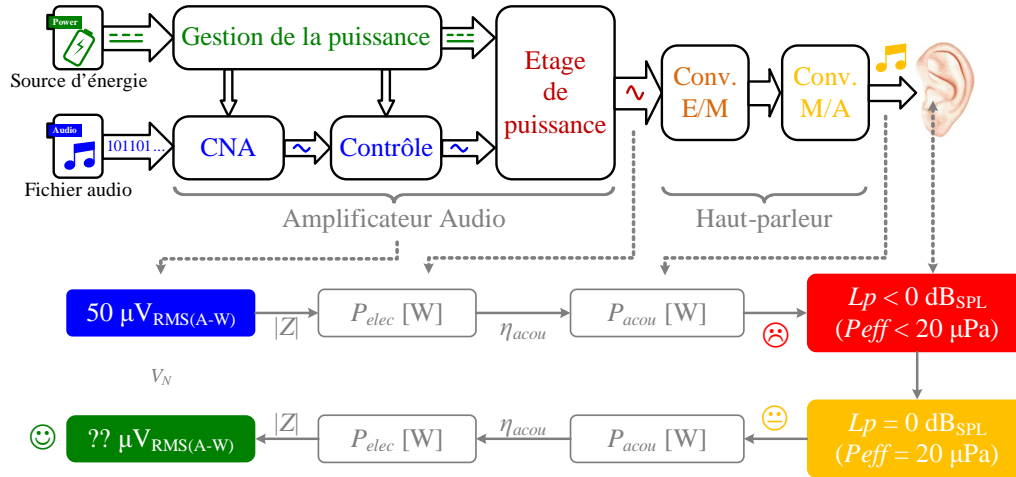 Power
Source d'énergie
Gestion de la puissance
Etage
de
puissance
Conv.
E/M
Conv.
M/A
Audio
101101...
Fichier audio
CNA
Contrôle
Amplificateur Audio
Haut-parleur
50 µV_RMS(A-W)
|Z|
P_elec [W]
η_acou
P_acou [W]
Lp < 0 dB_SPL
(Peff < 20 µPa)
V_N
?? µV_RMS(A-W)
|Z|
P_elec [W]
η_acou
P_acou [W]
Lp = 0 dB_SPL
(Peff = 20 µPa)